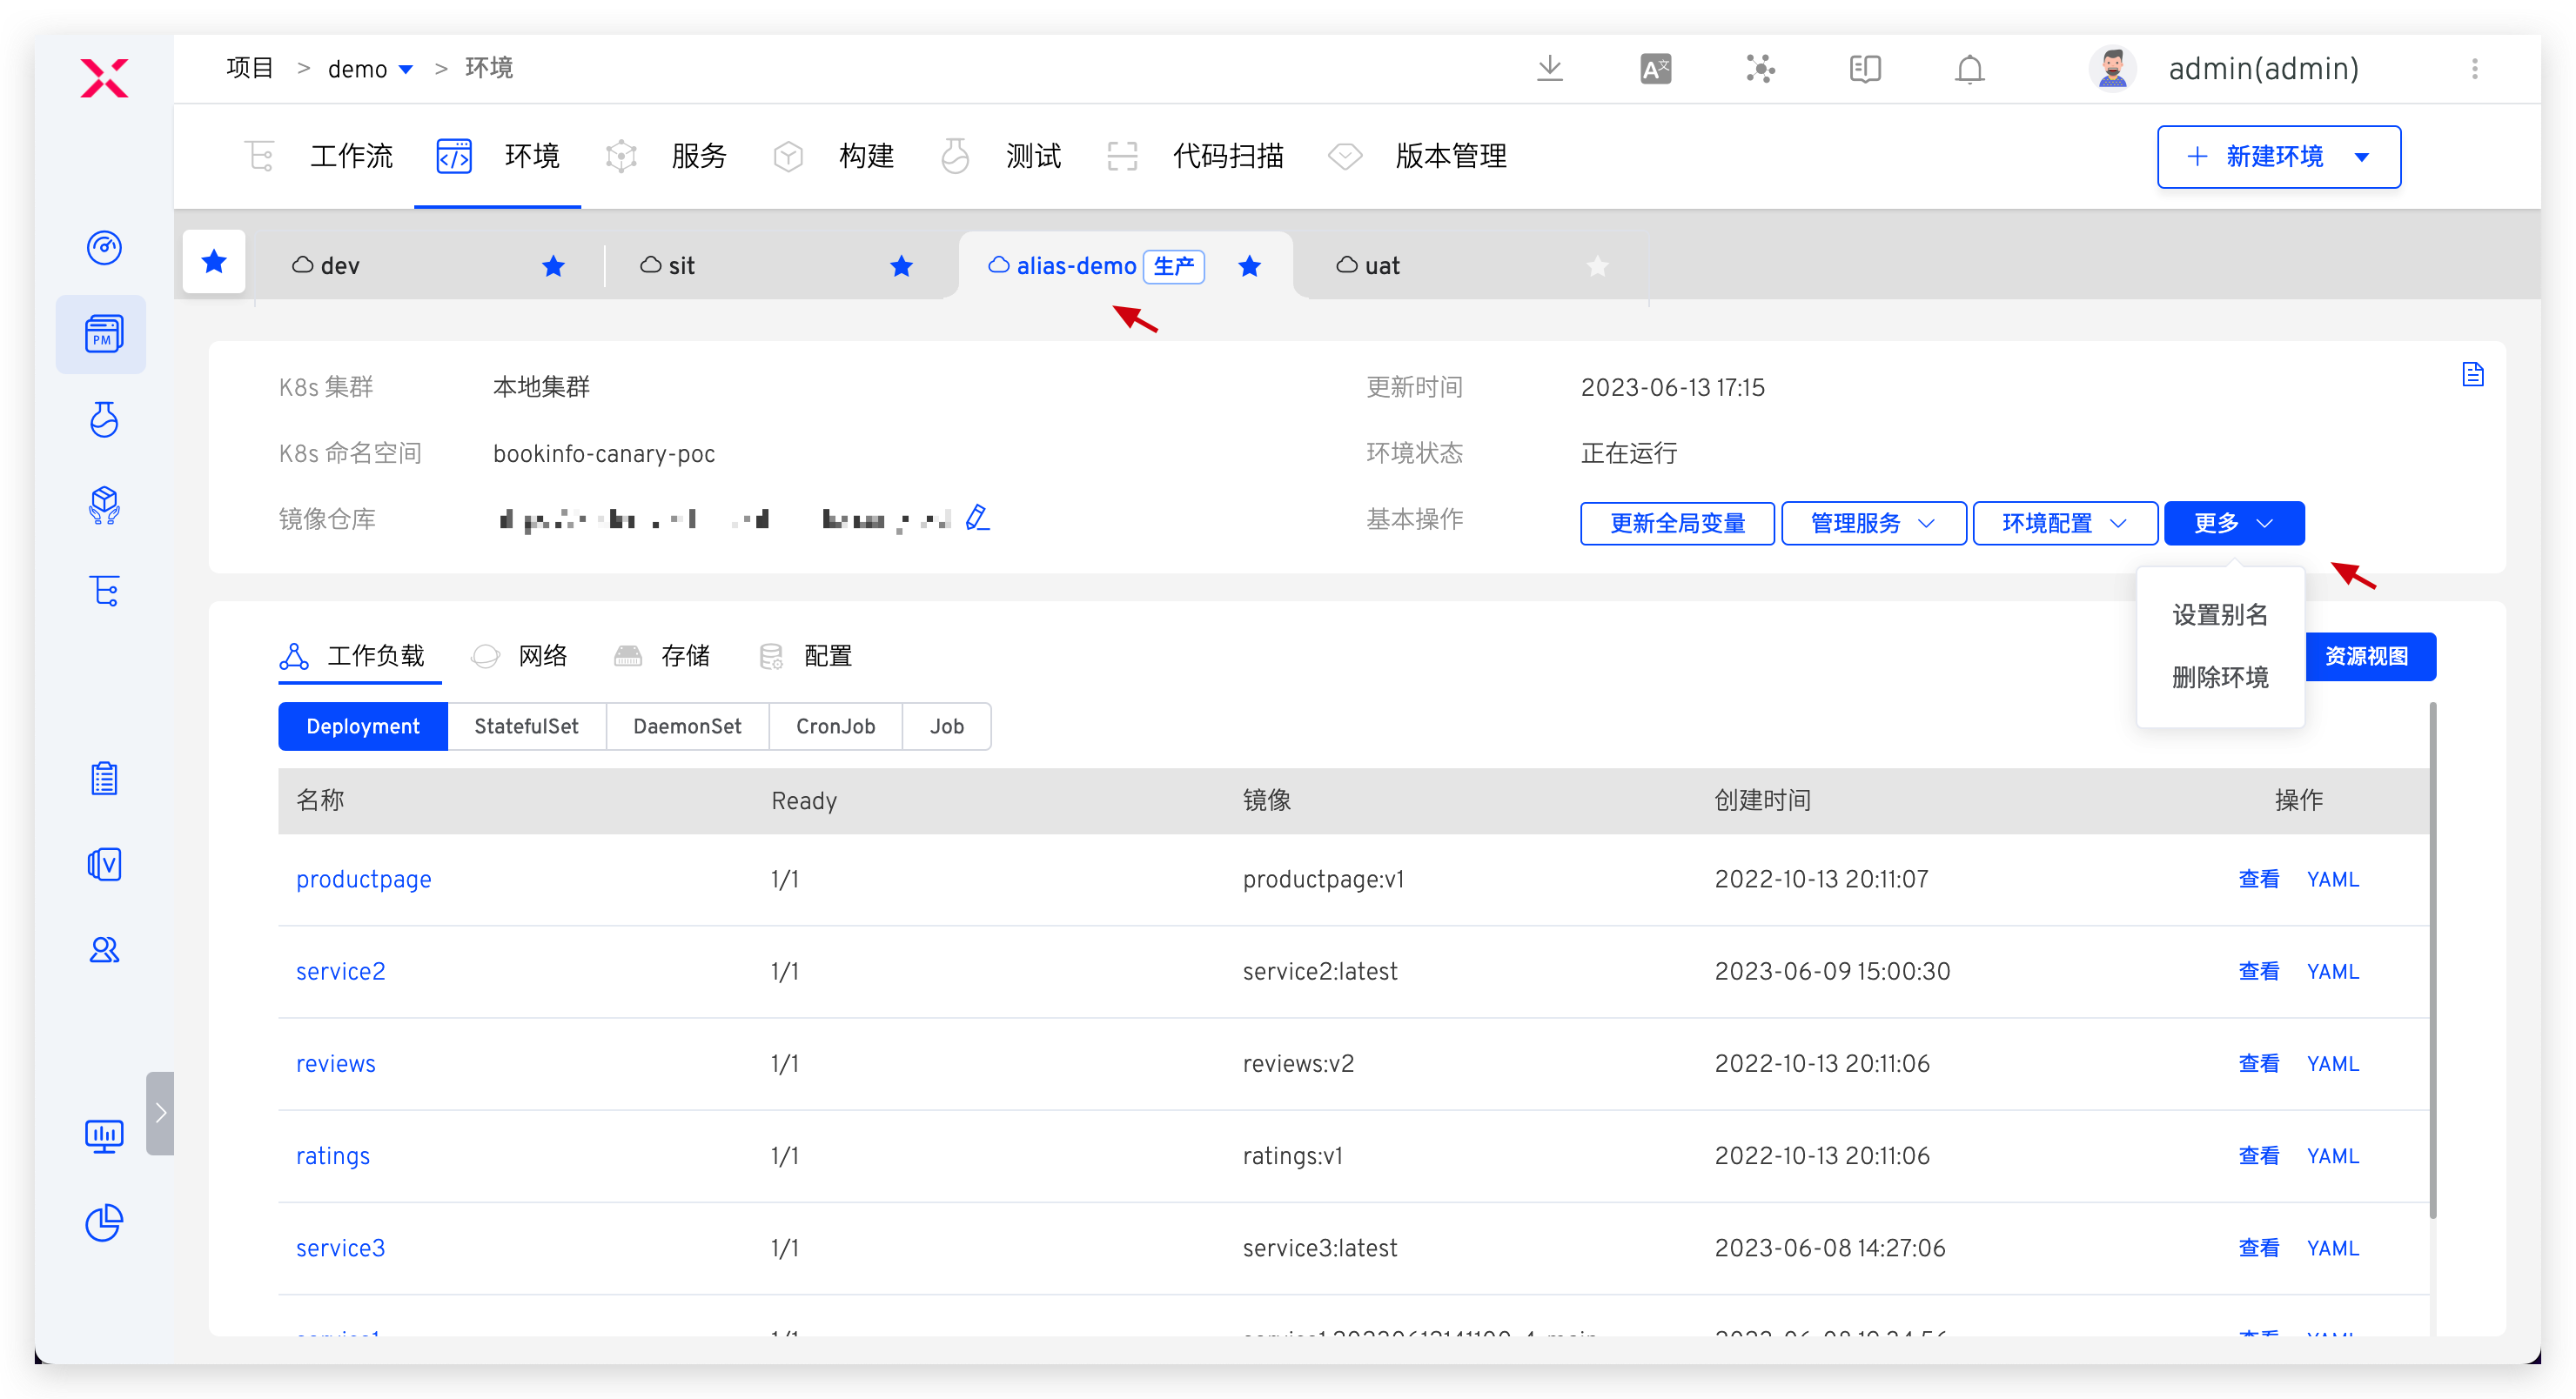 项目 > demo > 环境
admin(admin)
工作流 环境 服务 构建 测试 代码扫描 版本管理
+ 新建环境
dev sit alias-demo 生产 uat
PM
K8s 集群 本地集群 更新时间 2023-06-13 17:15
K8s 命名空间 bookinfo-canary-poc 环境状态 正在运行
镜像仓库 基本操作 更新全局变量 管理服务 环境配置 更多
设置别名
删除环境
工作负载 网络 存储 配置 资源视图
Deployment StatefulSet DaemonSet CronJob Job
名称 Ready 镜像 创建时间 操作
productpage 1/1 productpage:v1 2022-10-13 20:11:07 查看 YAML
service2 1/1 service2:latest 2023-06-09 15:00:30 查看 YAML
reviews 1/1 reviews:v2 2022-10-13 20:11:06 查看 YAML
ratings 1/1 ratings:v1 2022-10-13 20:11:06 查看 YAML
service3 1/1 service3:latest 2023-06-08 14:27:06 查看 YAML
service1 1/1 查看 YAML